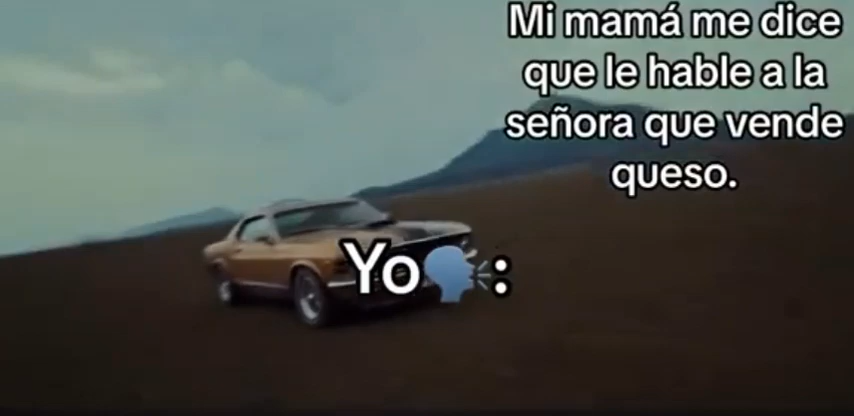 Mi mamá me dice
que le hable a la
señora que vende
queso.
Yo🗣️: